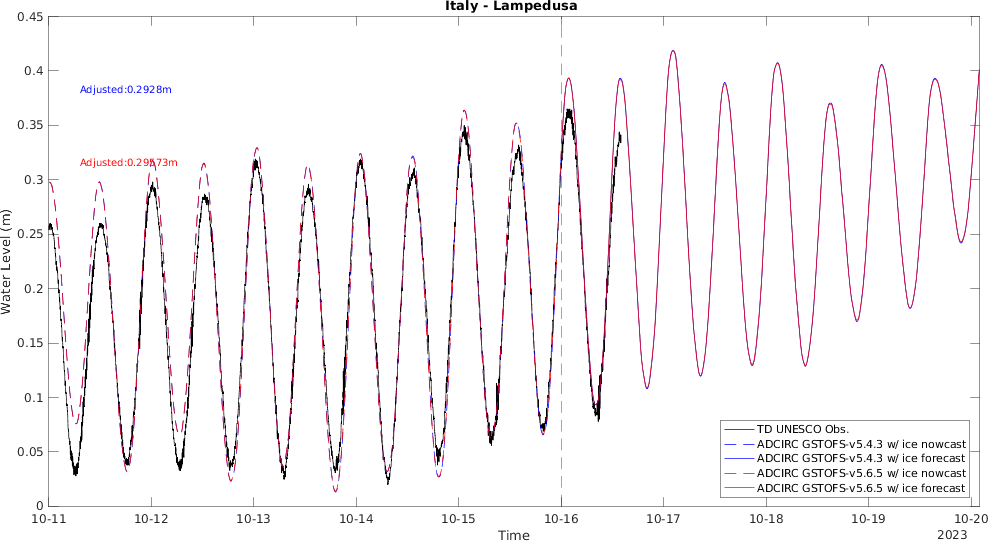 Italy - Lampedusa
0.45
0.4
0.35
0.3
0.25
0.2
0.15
0.1
0.05
0
Water Level (m)
Adjusted:0.2928m
Adjusted:0.29573m
TD UNESCO Obs.
ADCIRC GSTOFS-v5.4.3 w/ ice nowcast
ADCIRC GSTOFS-v5.4.3 w/ ice forecast
ADCIRC GSTOFS-v5.6.5 w/ ice nowcast
ADCIRC GSTOFS-v5.6.5 w/ ice forecast
10-11 10-12 10-13 10-14 10-15 10-16 10-17 10-18 10-19 10-20
Time
2023